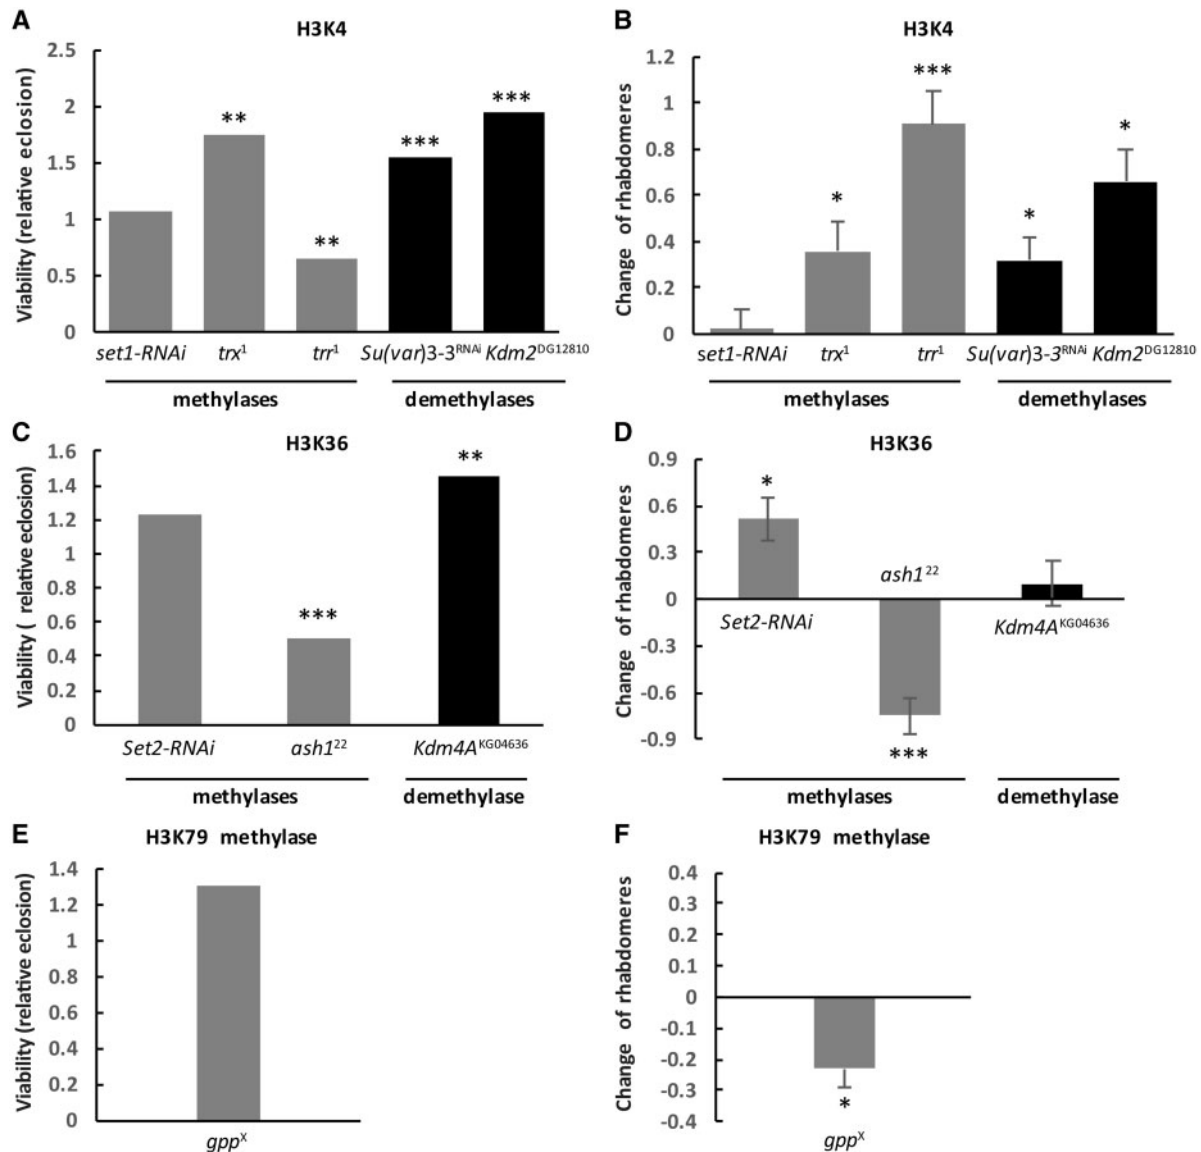 A
H3K4
Viability (relative eclosion)
2.5
2
1.5
1
0.5
0
**
**
***
***
set1-RNAi trx¹ trr¹ Su(var)3-3ᴿᴺᴬⁱ Kdm2ᴰᴳ¹²⁸¹⁰
methylases demethylases
B
H3K4
Change of rhabdomeres
1.2
1
0.8
0.6
0.4
0.2
0
*
***
*
*
set1-RNAi trx¹ trr¹ Su(var)3-3ᴿᴺᴬⁱ Kdm2ᴰᴳ¹²⁸¹⁰
methylases demethylases
C
H3K36
Viability ( relative eclosion)
1.6
1.4
1.2
1
0.8
0.6
0.4
0.2
0
***
**
Set2-RNAi ash1²² Kdm4Aᴷᴳ⁰⁴⁶³⁶
methylases demethylase
D
H3K36
Change of rhabdomeres
0.9
0.6
0.3
0
-0.3
-0.6
-0.9
*
ash1²²
Set2-RNAi Kdm4Aᴷᴳ⁰⁴⁶³⁶
***
methylases demethylase
E
H3K79 methylase
Viability (relative eclosion)
1.4
1.2
1
0.8
0.6
0.4
0.2
0
gppˣ
F
H3K79 methylase
Change of rhabdomeres
0.4
0.3
0.2
0.1
0
-0.1
-0.2
-0.3
-0.4
*
gppˣ